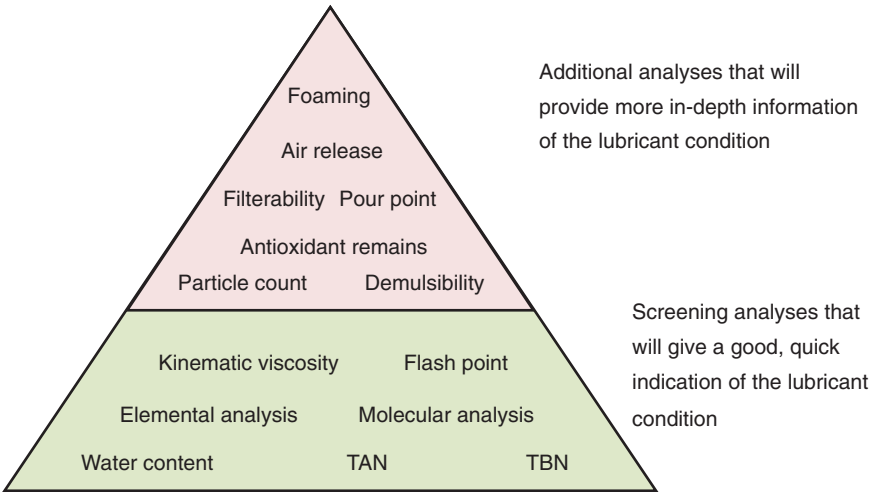 Foaming
Air release
Filterability Pour point
Antioxidant remains
Particle count Demulsibility
Additional analyses that will
provide more in-depth information
of the lubricant condition
Kinematic viscosity Flash point
Elemental analysis Molecular analysis
Water content TAN TBN
Screening analyses that
will give a good, quick
indication of the lubricant
condition